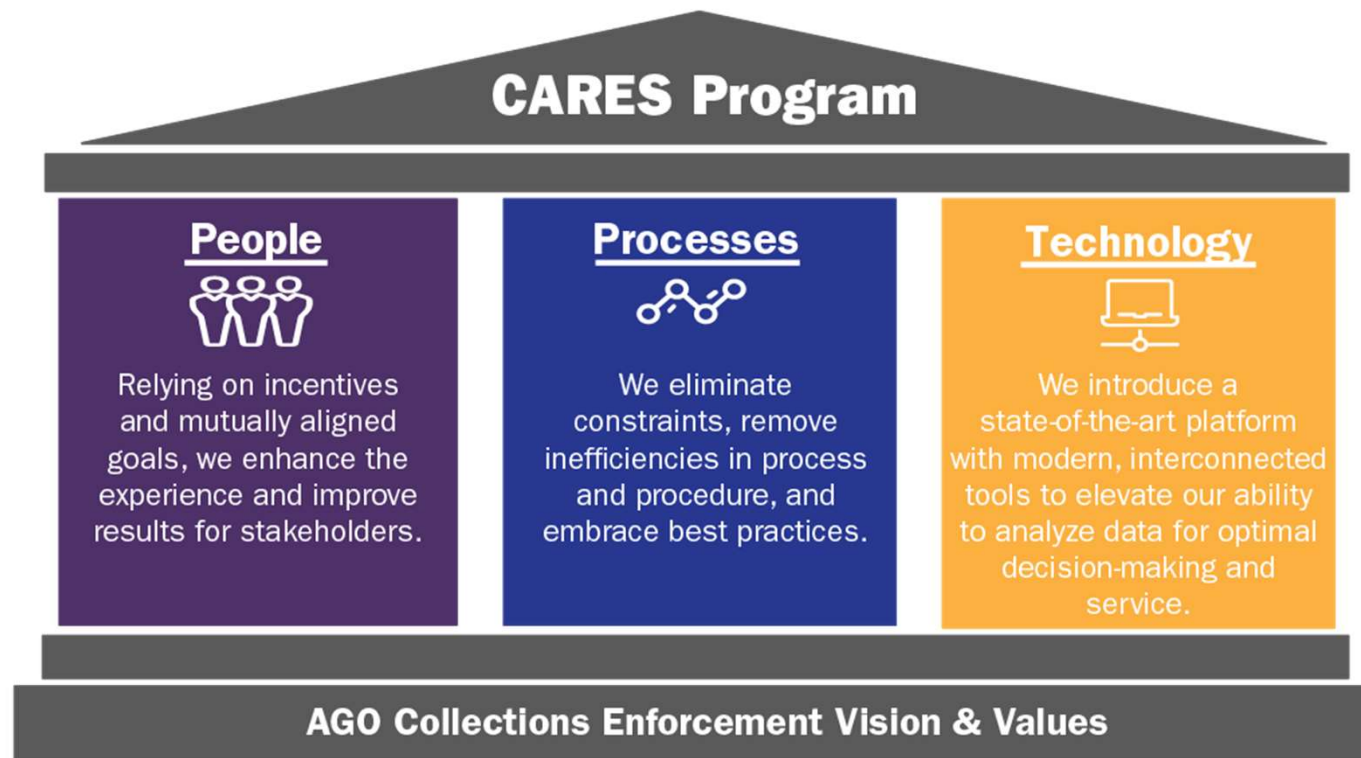 CARES Program
People
Relying on incentives
and mutually aligned
goals, we enhance the
experience and improve
results for stakeholders.
Processes
We eliminate
constraints, remove
inefficiencies in process
and procedure, and
embrace best practices.
Technology
We introduce a
state-of-the-art platform
with modern, interconnected
tools to elevate our ability
to analyze data for optimal
decision-making and
service.
AGO Collections Enforcement Vision & Values